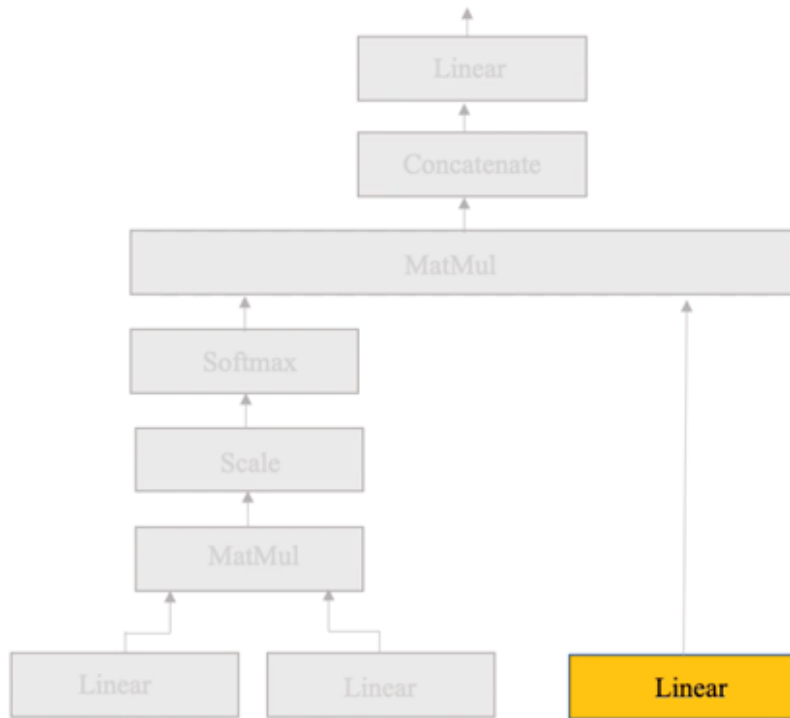 Linear
Concatenate
MatMul
Softmax
Scale
MatMul
Linear
Linear
Linear